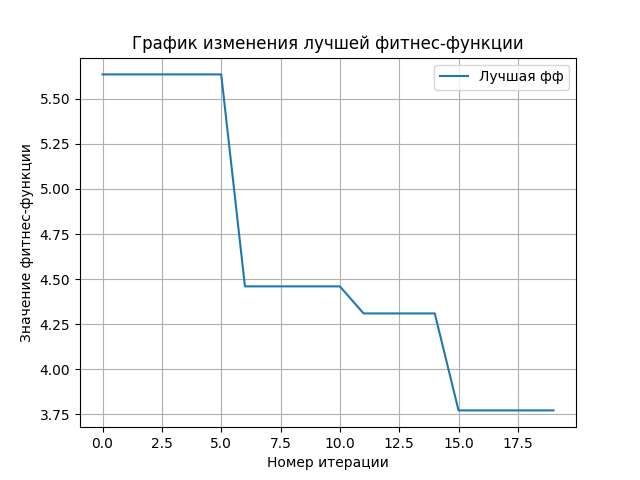 График изменения лучшей фитнес-функции
Лучшая фф
Значение фитнес-функции
5.50
5.25
5.00
4.75
4.50
4.25
4.00
3.75
0.0 2.5 5.0 7.5 10.0 12.5 15.0 17.5
Номер итерации